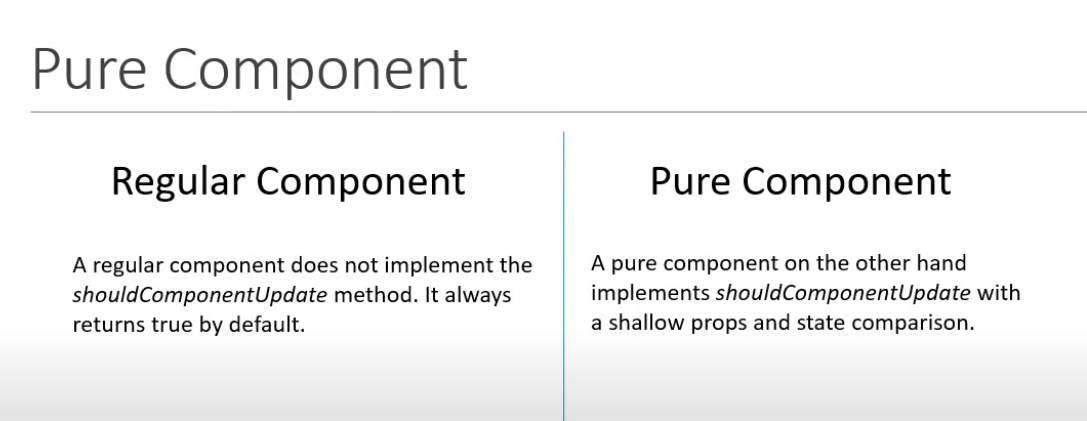 Pure Component
Regular Component
A regular component does not implement the
shouldComponentUpdate method. It always
returns true by default.
Pure Component
A pure component on the other hand
implements shouldComponentUpdate with
a shallow props and state comparison.